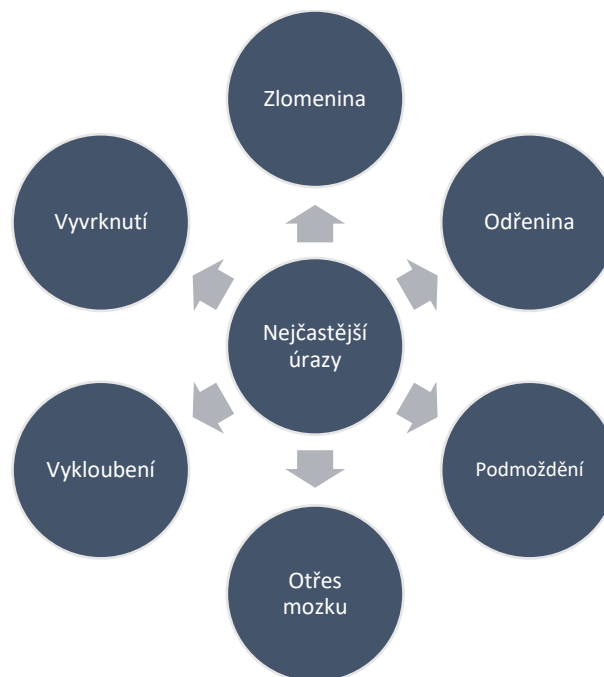 Zlomenina
Vyvrknutí
Odřenina
Nejčastější
úrazy
Vykloubení
Podmoždění
Otřes
mozku